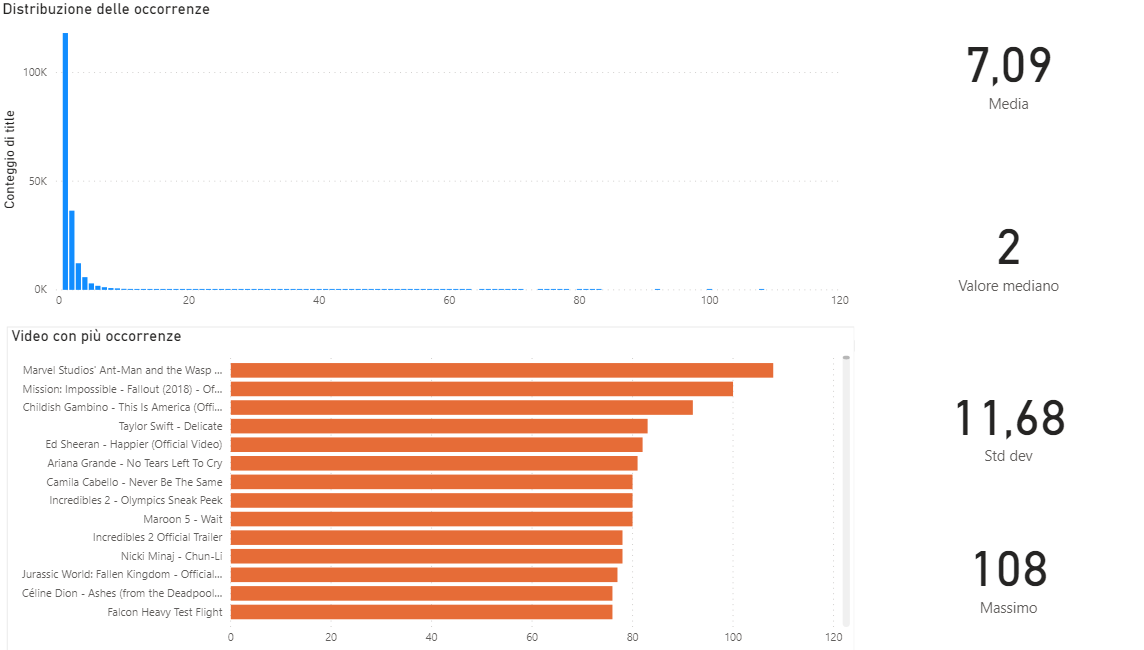 Distribuzione delle occorrenze
Conteggio di title
100K
50K
0K
0 20 40 60 80 100 120
7,09
Media
2
Valore mediano
11,68
Std dev
108
Massimo
Video con più occorrenze
Marvel Studios' Ant-Man and the Wasp ...
Mission: Impossible - Fallout (2018) - Of...
Childish Gambino - This Is America (Offi...
Taylor Swift - Delicate
Ed Sheeran - Happier (Official Video)
Ariana Grande - No Tears Left To Cry
Camila Cabello - Never Be The Same
Incredibles 2 - Olympics Sneak Peek
Maroon 5 - Wait
Incredibles 2 Official Trailer
Nicki Minaj - Chun-Li
Jurassic World: Fallen Kingdom - Official...
Céline Dion - Ashes (from the Deadpool...
Falcon Heavy Test Flight
0 20 40 60 80 100 120